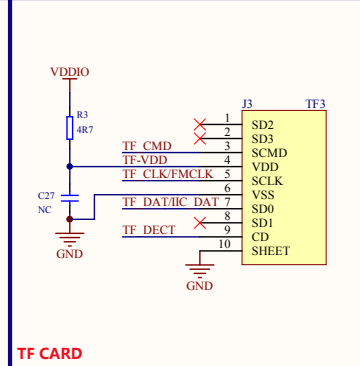 VDDIO
J3 TF3
R3
4R7
1 SD2
2 SD3
TF_CMD 3 SCMD
TF-VDD 4 VDD
TF_CLK/FMCLK 5 SCLK
C27
NC
6 VSS
TF_DAT/IIC_DAT 7 SD0
8 SD1
TF_DECT 9 CD
10 SHEET
GND
GND
TF CARD